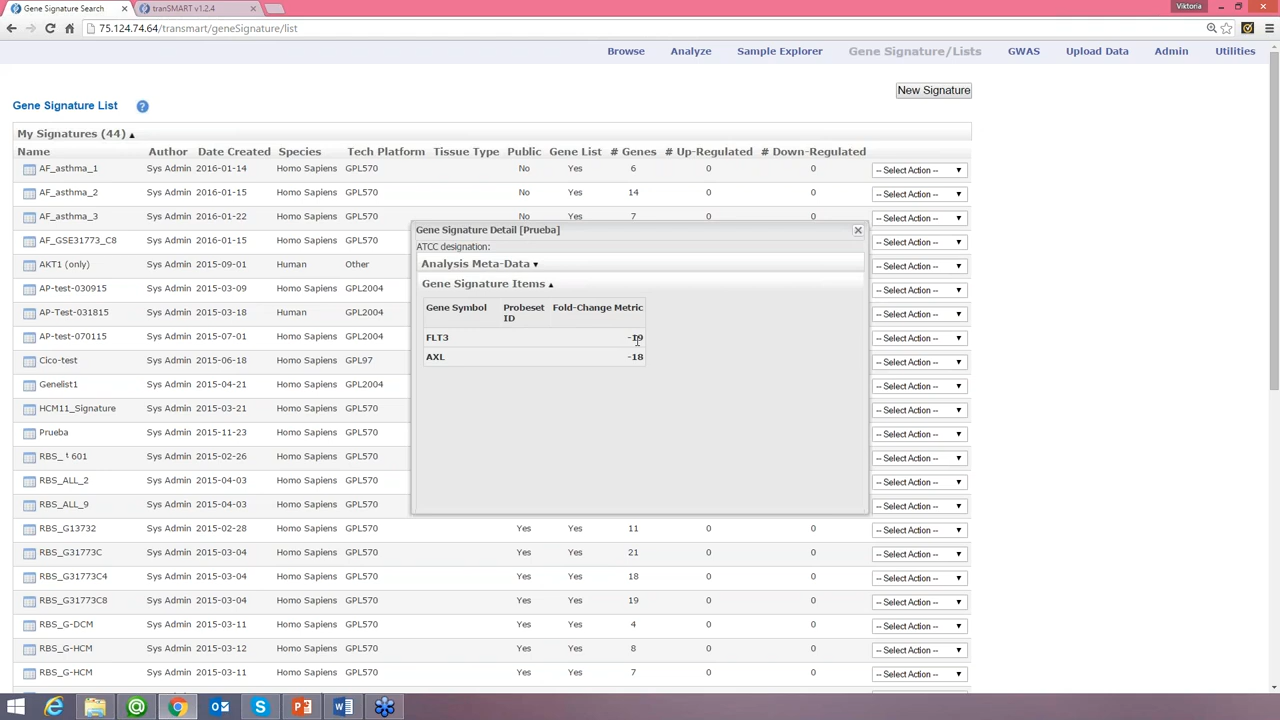 Gene Signature Search
tranSMART v1.2.4
Viktoria
75.124.74.64/transmart/geneSignature/list
Browse Analyze Sample Explorer Gene Signature/Lists GWAS Upload Data Admin Utilities
New Signature
Gene Signature List ?
My Signatures (44)
Name Author Date Created Species Tech Platform Tissue Type Public Gene List # Genes # Up-Regulated # Down-Regulated
AF_asthma_1 Sys Admin 2016-01-14 Homo Sapiens GPL570 No Yes 6 0 0 -- Select Action --
AF_asthma_2 Sys Admin 2016-01-15 Homo Sapiens GPL570 No Yes 14 0 0 -- Select Action --
AF_asthma_3 Sys Admin 2016-01-22 Homo Sapiens GPL570 No Yes 7 0 0 -- Select Action --
AF_GSE31773_C8 Sys Admin 2016-01-15 Homo Sapiens GPL570 -- Select Action --
AKT1 (only) Sys Admin 2015-09-01 Human Other -- Select Action --
AP-test-030915 Sys Admin 2015-03-09 Homo Sapiens GPL2004 -- Select Action --
AP-Test-031815 Sys Admin 2015-03-18 Human GPL2004 -- Select Action --
AP-test-070115 Sys Admin 2015-07-01 Homo Sapiens GPL2004 -- Select Action --
Cico-test Sys Admin 2015-06-18 Homo Sapiens GPL97 -- Select Action --
Genelist1 Sys Admin 2015-04-21 Homo Sapiens GPL2004 -- Select Action --
HCM11_Signature Sys Admin 2015-03-21 Homo Sapiens GPL570 -- Select Action --
Prueba Sys Admin 2015-11-23 Homo Sapiens GPL570 -- Select Action --
Sys Admin 2015-02-26 Homo Sapiens GPL570 -- Select Action --
RBS_ALL_2 Sys Admin 2015-04-03 Homo Sapiens GPL570 -- Select Action --
RBS_ALL_9 Sys Admin 2015-04-03 Homo Sapiens GPL570 -- Select Action --
RBS_G13732 Sys Admin 2015-02-28 Homo Sapiens GPL570 Yes Yes 11 0 0 -- Select Action --
RBS_G31773C Sys Admin 2015-03-04 Homo Sapiens GPL570 Yes Yes 21 0 0 -- Select Action --
RBS_G31773C4 Sys Admin 2015-03-04 Homo Sapiens GPL570 Yes Yes 18 0 0 -- Select Action --
RBS_G31773C8 Sys Admin 2015-03-04 Homo Sapiens GPL570 Yes Yes 19 0 0 -- Select Action --
RBS_G-DCM Sys Admin 2015-03-11 Homo Sapiens GPL570 Yes Yes 4 0 0 -- Select Action --
RBS_G-HCM Sys Admin 2015-03-12 Homo Sapiens GPL570 Yes Yes 8 0 0 -- Select Action --
RBS_G-HCM Sys Admin 2015-03-11 Homo Sapiens GPL570 Yes Yes 7 0 0 -- Select Action --
Gene Signature Detail [Prueba]
ATCC designation:
Analysis Meta-Data
Gene Signature Items
Gene Symbol Probeset ID Fold-Change Metric
FLT3 -19
AXL -18